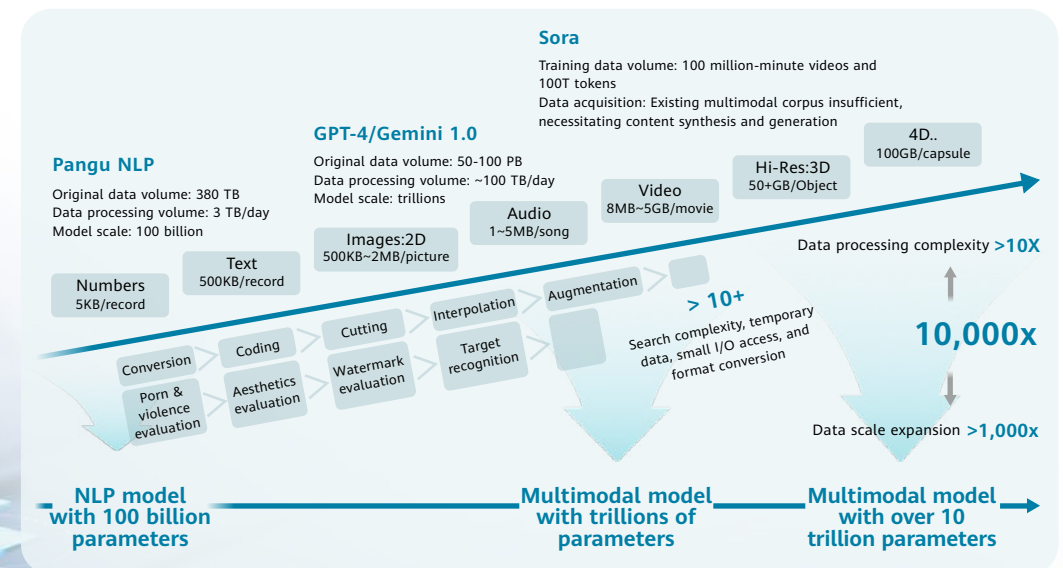 Sora
Training data volume: 100 million-minute videos and
100T tokens
Data acquisition: Existing multimodal corpus insufficient,
necessitating content synthesis and generation
GPT-4/Gemini 1.0
Original data volume: 50-100 PB
Data processing volume: ~100 TB/day
Model scale: trillions
Pangu NLP
Original data volume: 380 TB
Data processing volume: 3 TB/day
Model scale: 100 billion
Numbers
5KB/record
Text
500KB/record
Images:2D
500KB~2MB/picture
Audio
1~5MB/song
Video
8MB~5GB/movie
Hi-Res:3D
50+GB/Object
4D..
100GB/capsule
Conversion
Coding
Cutting
Interpolation
Augmentation
Porn &
violence
evaluation
Aesthetics
evaluation
Watermark
evaluation
Target
recognition
> 10+
Search complexity, temporary
data, small I/O access, and
format conversion
Data processing complexity >10X
10,000x
Data scale expansion >1,000x
NLP model
with 100 billion
parameters
Multimodal model
with trillions of
parameters
Multimodal model
with over 10
trillion parameters